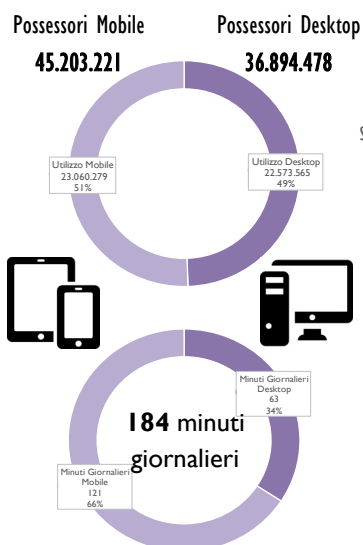 Possessori Mobile
45.203.221
Possessori Desktop
36.894.478
Utilizzo Mobile
23.060.279
51%
Utilizzo Desktop
22.573.565
49%
Minuti Giornalieri
Desktop
63
34%
184 minuti
giornalieri
Minuti Giornalieri
Mobile
121
66%